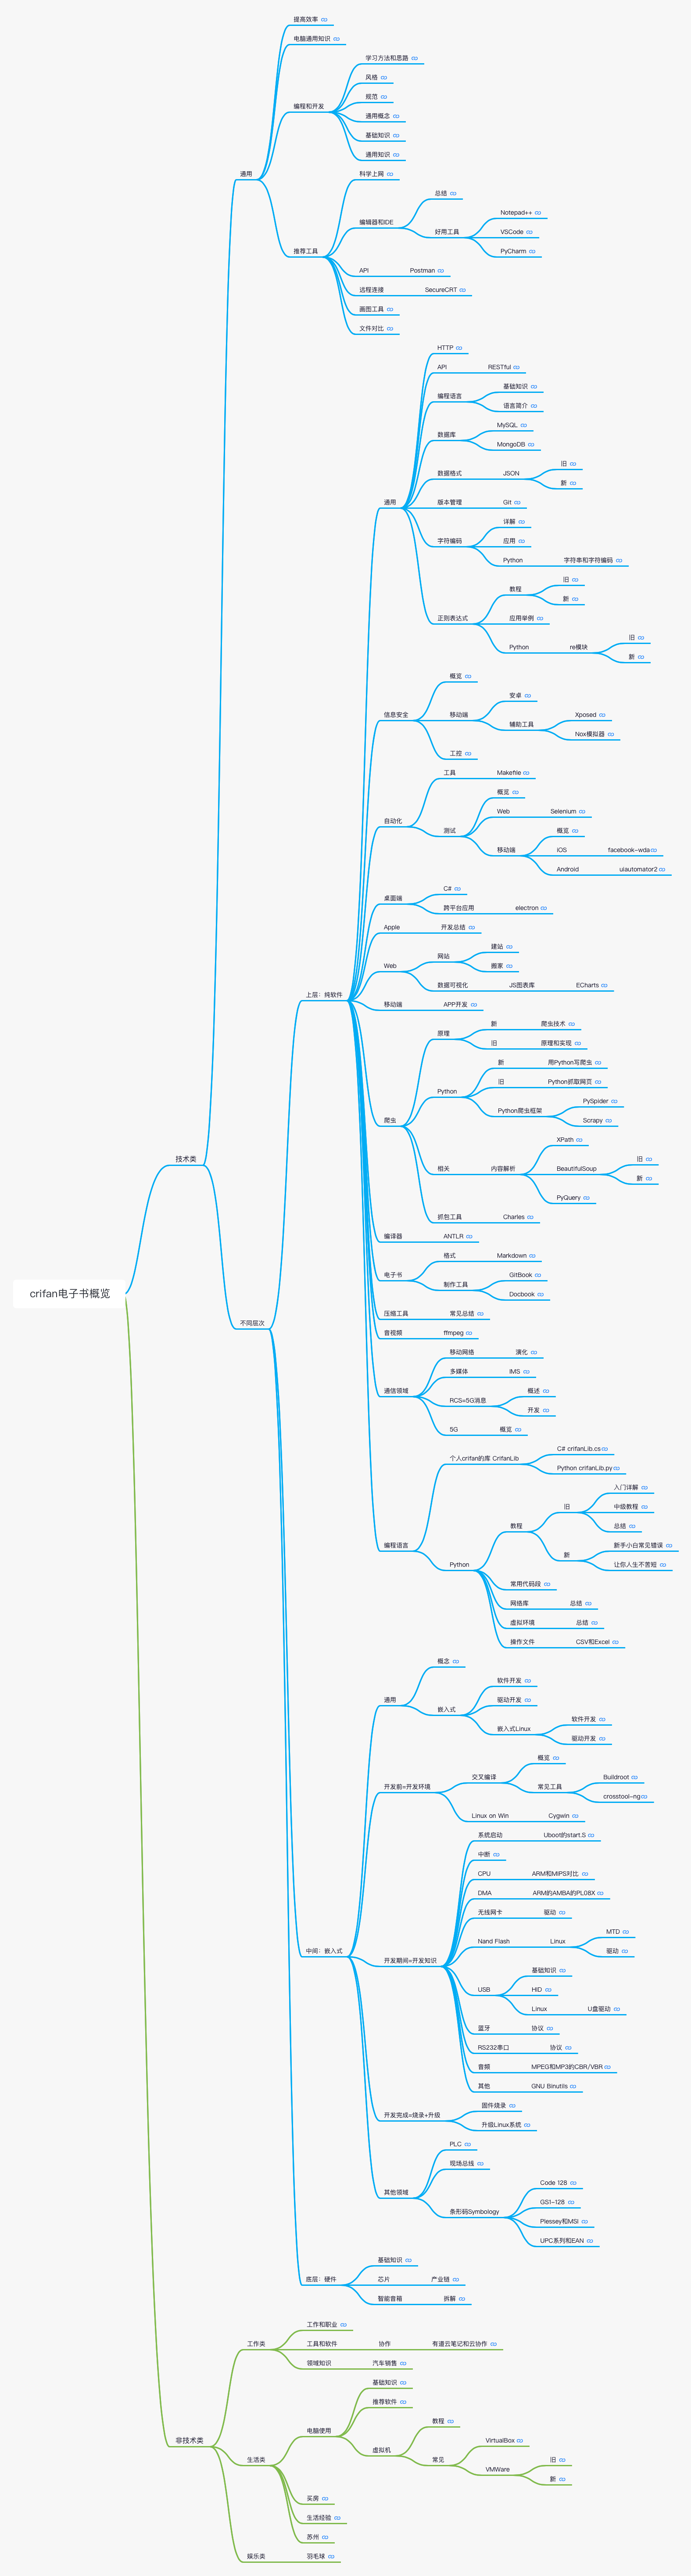 提高效率
电脑通用知识
学习方法和思路
风格
编程和开发
规范
通用概念
基础知识
通用知识
通用
科学上网
总结
编辑器和IDE
Notepad++
好用工具
VSCode
推荐工具
PyCharm
API
Postman
远程连接
SecureCRT
画图工具
文件对比
HTTP
API
RESTful
编程语言
基础知识
语言简介
数据库
MySQL
MongoDB
数据格式
JSON
旧
新
通用
版本管理
Git
字符编码
详解
应用
Python
字符串和字符编码
教程
旧
新
正则表达式
应用举例
Python
re模块
旧
新
概览
信息安全
移动端
安卓
辅助工具
Xposed
Nox模拟器
工控
工具
Makefile
自动化
测试
概览
Web
Selenium
移动端
概览
iOS
facebook-wda
Android
uiautomator2
桌面端
C#
跨平台应用
electron
Apple
开发总结
Web
网站
建站
搬家
数据可视化
JS图表库
ECharts
上层：纯软件
移动端
APP开发
原理
新
爬虫技术
旧
原理和实现
爬虫
Python
新
用Python写爬虫
旧
Python抓取网页
Python爬虫框架
PySpider
Scrapy
相关
内容解析
XPath
BeautifulSoup
旧
新
PyQuery
技术类
抓包工具
Charles
编译器
ANTLR
电子书
格式
Markdown
制作工具
GitBook
Docbook
crifan电子书概览
压缩工具
常见总结
不同层次
音视频
ffmpeg
通信领域
移动网络
演化
多媒体
IMS
RCS=5G消息
概述
开发
5G
概览
个人crifan的库 CrifanLib
C# crifanLib.cs
Python crifanLib.py
编程语言
Python
教程
旧
入门详解
中级教程
总结
新
新手小白常见错误
让你人生不苦短
常用代码段
网络库
总结
虚拟环境
总结
操作文件
CSV和Excel
通用
概念
嵌入式
软件开发
驱动开发
嵌入式Linux
软件开发
驱动开发
开发前=开发环境
交叉编译
概览
常见工具
Buildroot
crosstool-ng
Linux on Win
Cygwin
系统启动
Uboot的start.S
中断
CPU
ARM和MIPS对比
DMA
ARM的AMBA的PL08X
无线网卡
驱动
中间：嵌入式
开发期间=开发知识
Nand Flash
Linux
MTD
驱动
USB
基础知识
HID
Linux
U盘驱动
蓝牙
协议
RS232串口
协议
音频
MPEG和MP3的CBR/VBR
其他
GNU Binutils
开发完成=烧录+升级
固件烧录
升级Linux系统
PLC
现场总线
其他领域
条形码Symbology
Code 128
GS1-128
Plessey和MSI
UPC系列和EAN
底层：硬件
基础知识
芯片
产业链
智能音箱
拆解
工作和职业
工作类
工具和软件
协作
有道云笔记和云协作
领域知识
汽车销售
基础知识
推荐软件
非技术类
电脑使用
虚拟机
教程
常见
VirtualBox
VMWare
旧
新
生活类
买房
生活经验
苏州
娱乐类
羽毛球